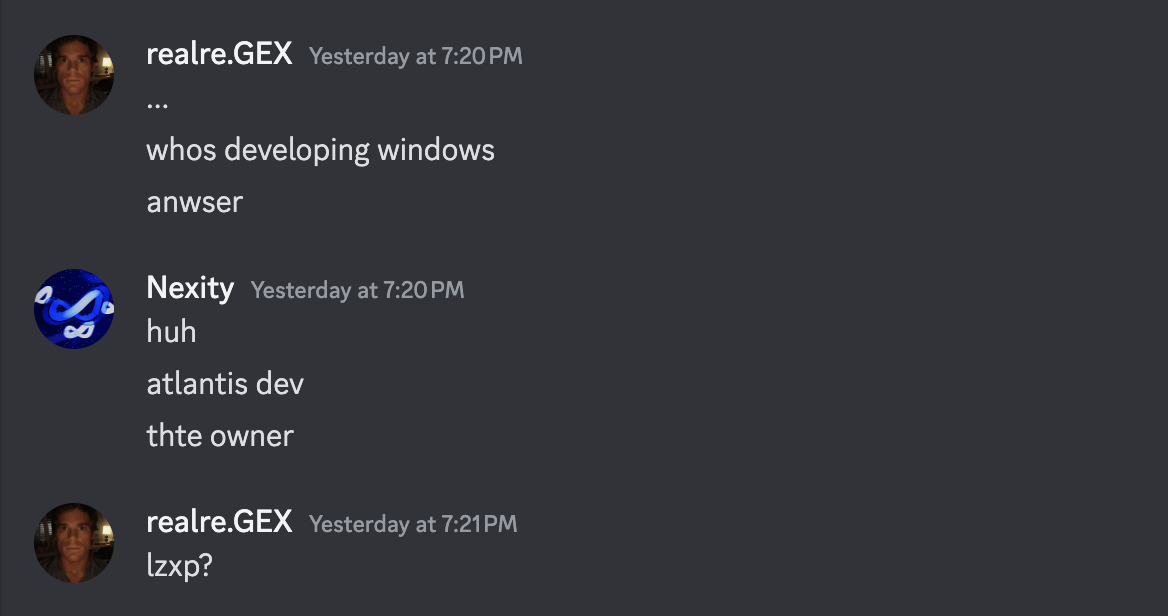 realre.GEX Yesterday at 7:20 PM
...
whos developing windows
anwser
Nexity Yesterday at 7:20 PM
huh
atlantis dev
thte owner
realre.GEX Yesterday at 7:21 PM
lzxp?